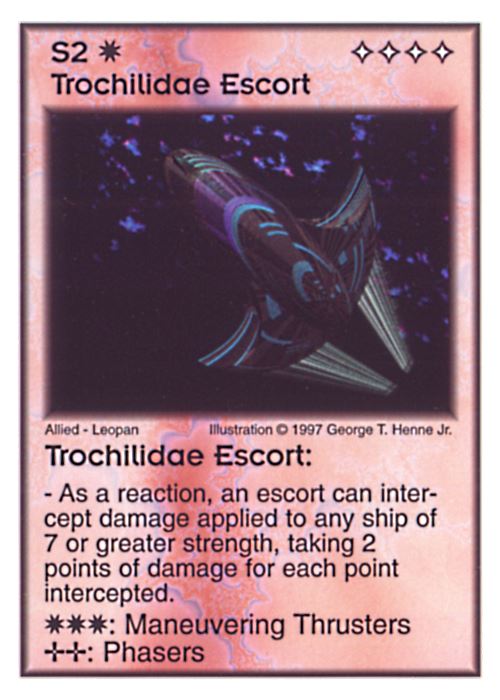 S2 ✷ ✧✧✧✧
Trochilidae Escort
Allied - Leopan Illustration © 1997 George T. Henne Jr.
Trochilidae Escort:
- As a reaction, an escort can inter-
cept damage applied to any ship of
7 or greater strength, taking 2
points of damage for each point
intercepted.
✷✷✷: Maneuvering Thrusters
✢✢: Phasers